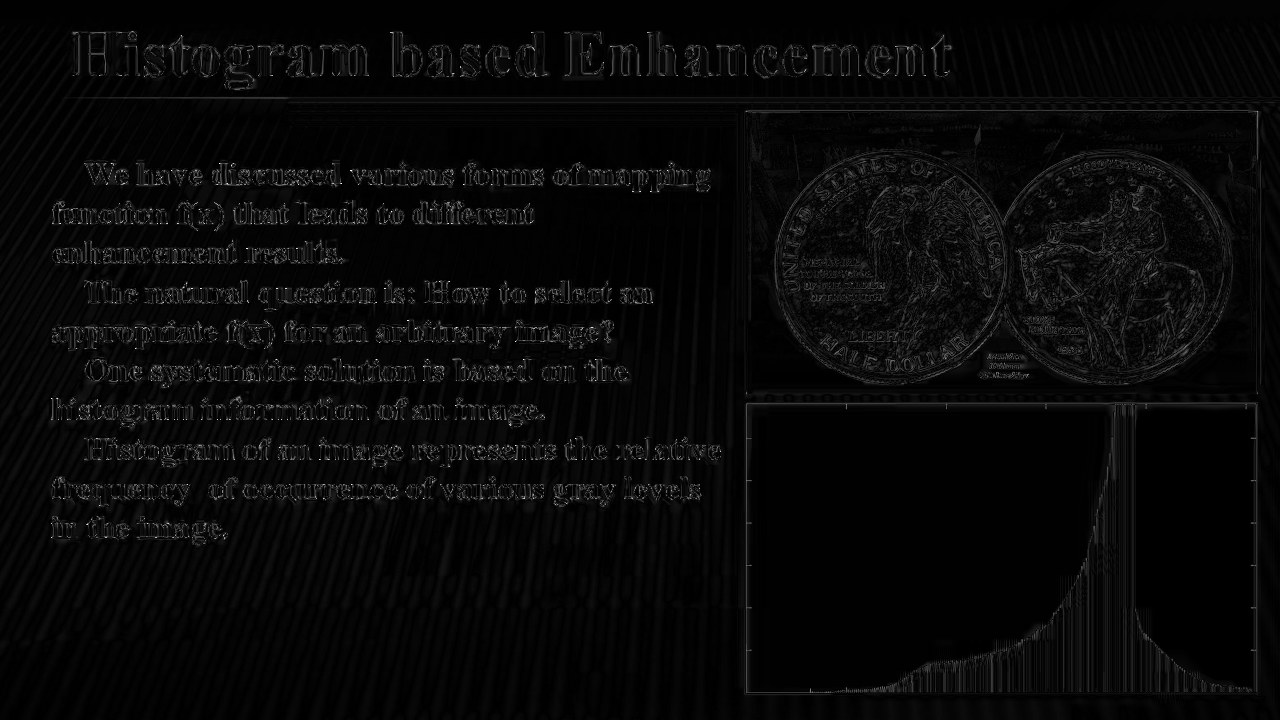 Histogram based Enhancement
We have discussed various forms of mapping
function f(x) that leads to different
enhancement results.
The natural question is: How to select an
appropriate f(x) for an arbitrary image?
One systematic solution is based on the
histogram information of an image.
Histogram of an image represents the relative
frequency of occurrence of various gray levels
in the image.
UNITED STATES OF AMERICA
LIBERTY
HALF DOLLAR